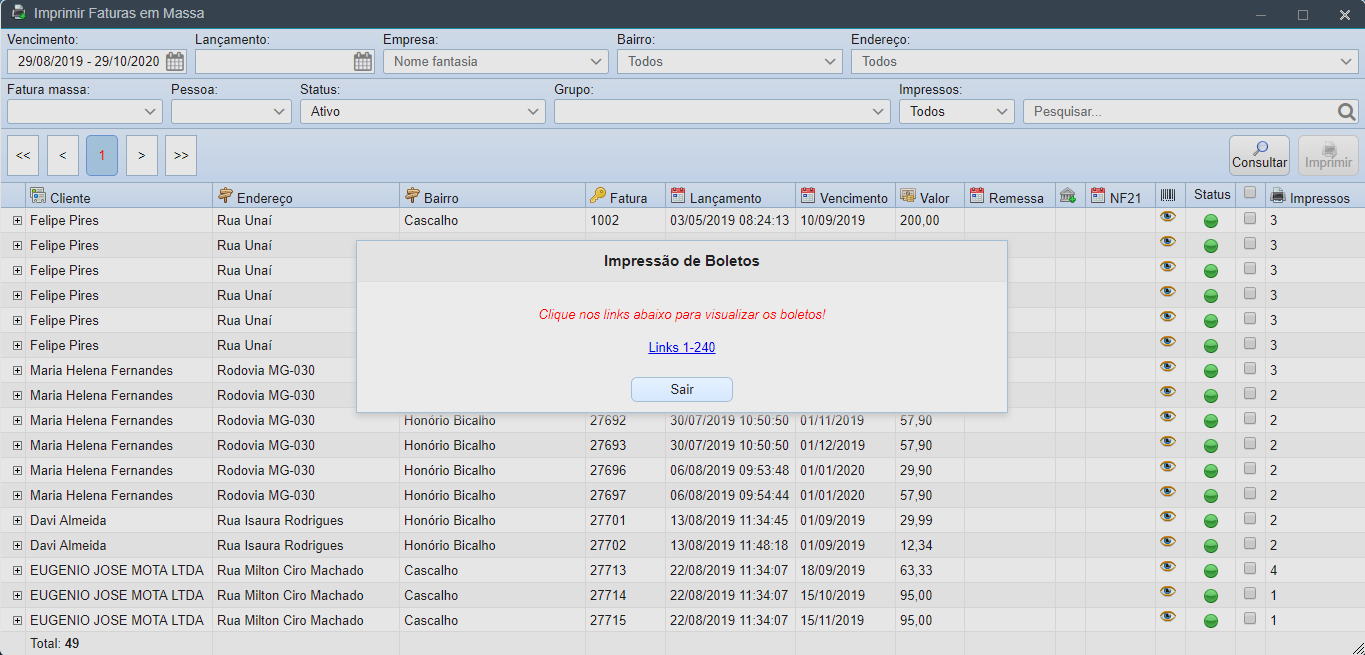 Imprimir Faturas em Massa
Vencimento: Lançamento: Empresa: Bairro: Endereço:
29/08/2019 - 29/10/2020 Nome fantasia Todos Todos
Fatura massa: Pessoa: Status: Grupo: Impressos:
Ativo Todos Pesquisar...
<< < 1 > >> Consultar Imprimir
Cliente Endereço Bairro Fatura Lançamento Vencimento Valor Remessa NF21 Status Impressos
Felipe Pires Rua Unaí Cascalho 1002 03/05/2019 08:24:13 10/09/2019 200,00 3
Felipe Pires Rua Unaí 3
Impressão de Boletos
Felipe Pires Rua Unaí 3
Felipe Pires Rua Unaí 3
Clique nos links abaixo para visualizar os boletos!
Felipe Pires Rua Unaí 3
Felipe Pires Rua Unaí 3
Links 1-240
Maria Helena Fernandes Rodovia MG-030 3
Sair
Maria Helena Fernandes Rodovia MG-030 2
Maria Helena Fernandes Rodovia MG-030 Honório Bicalho 27692 30/07/2019 10:50:50 01/11/2019 57,90 2
Maria Helena Fernandes Rodovia MG-030 Honório Bicalho 27693 30/07/2019 10:50:50 01/12/2019 57,90 2
Maria Helena Fernandes Rodovia MG-030 Honório Bicalho 27696 06/08/2019 09:53:48 01/01/2020 29,90 2
Maria Helena Fernandes Rodovia MG-030 Honório Bicalho 27697 06/08/2019 09:54:44 01/01/2020 57,90 2
Davi Almeida Rua Isaura Rodrigues Honório Bicalho 27701 13/08/2019 11:34:45 01/09/2019 29,99 2
Davi Almeida Rua Isaura Rodrigues Honório Bicalho 27702 13/08/2019 11:48:18 01/09/2019 12,34 2
EUGENIO JOSE MOTA LTDA Rua Milton Ciro Machado Cascalho 27713 22/08/2019 11:34:07 18/09/2019 63,33 4
EUGENIO JOSE MOTA LTDA Rua Milton Ciro Machado Cascalho 27714 22/08/2019 11:34:07 15/10/2019 95,00 1
EUGENIO JOSE MOTA LTDA Rua Milton Ciro Machado Cascalho 27715 22/08/2019 11:34:07 15/11/2019 95,00 1
Total: 49